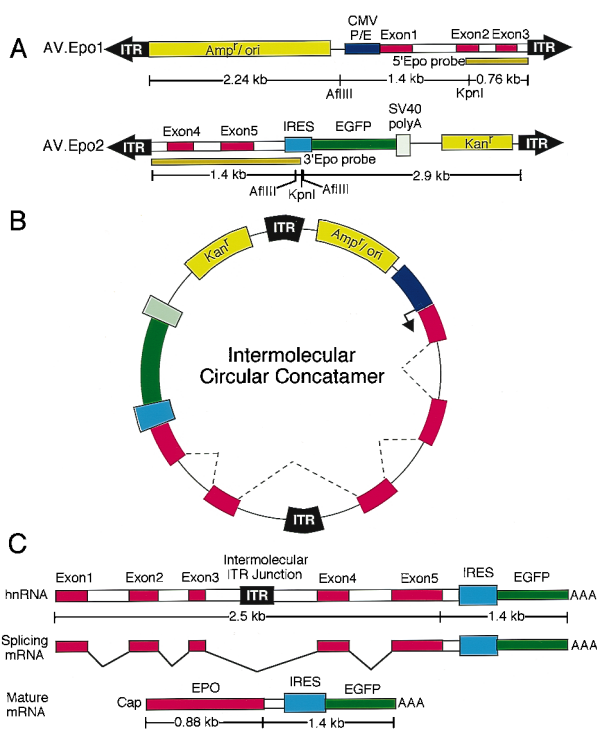 A
CMV
P/E Exon1 Exon2 Exon3
AV.Epo1 ITR Ampr/ ori ITR
5'Epo probe
2.24 kb 1.4 kb 0.76 kb
AflIII KpnI
SV40
polyA
Exon4 Exon5 IRES EGFP
AV.Epo2 ITR Kanr ITR
3'Epo probe
1.4 kb 2.9 kb
AflIII KpnI AflIII
B
ITR
Kanr Ampr/ ori
Intermolecular
Circular Concatamer
ITR
C
Intermolecular
ITR Junction
Exon1 Exon2 Exon3 Exon4 Exon5 IRES EGFP
hnRNA ITR AAA
2.5 kb 1.4 kb
Splicing
mRNA AAA
EPO IRES EGFP
Mature
mRNA Cap AAA
0.88 kb 1.4 kb